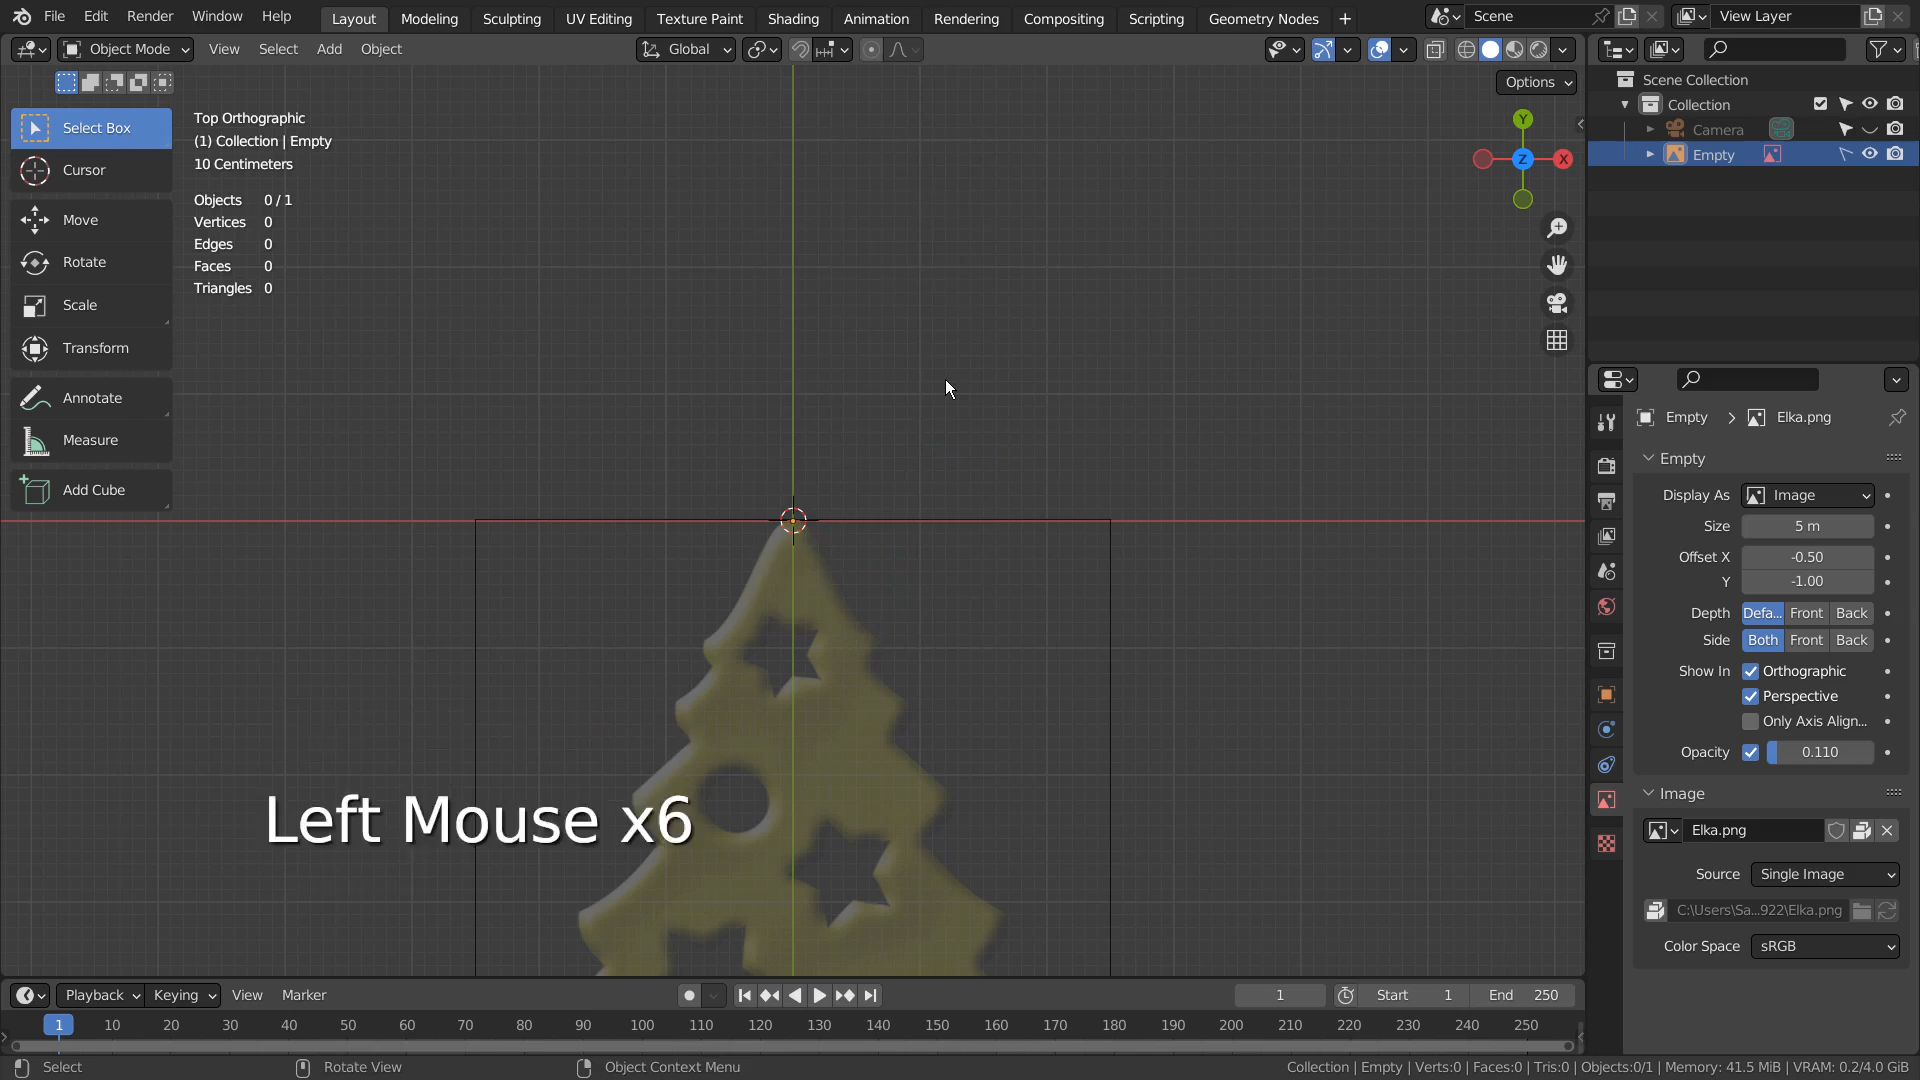 File Edit Render Window Help Layout Modeling Sculpting UV Editing Texture Paint Shading Animation Rendering Compositing Scripting Geometry Nodes + Scene View Layer
Object Mode View Select Add Object Global
Options
Select Box
Cursor
Move
Rotate
Scale
Transform
Annotate
Measure
Add Cube
Top Orthographic
(1) Collection | Empty
10 Centimeters
Objects 0 / 1
Vertices 0
Edges 0
Faces 0
Triangles 0
Y
Z X
Scene Collection
Collection
Camera
Empty
Empty > Elka.png
Empty
Display As Image
Size 5 m
Offset X -0.50
Y -1.00
Depth Defa... Front Back
Side Both Front Back
Show In Orthographic
Perspective
Only Axis Align...
Opacity 0.110
Image
Elka.png
Source Single Image
C:\Users\Sa...922\Elka.png
Color Space sRGB
Left Mouse x6
Playback Keying View Marker 1 Start 1 End 250
1 10 20 30 40 50 60 70 80 90 100 110 120 130 140 150 160 170 180 190 200 210 220 230 240 250
Select Rotate View Object Context Menu Collection | Empty | Verts:0 | Faces:0 | Tris:0 | Objects:0/1 | Memory: 41.5 MiB | VRAM: 0.2/4.0 GiB